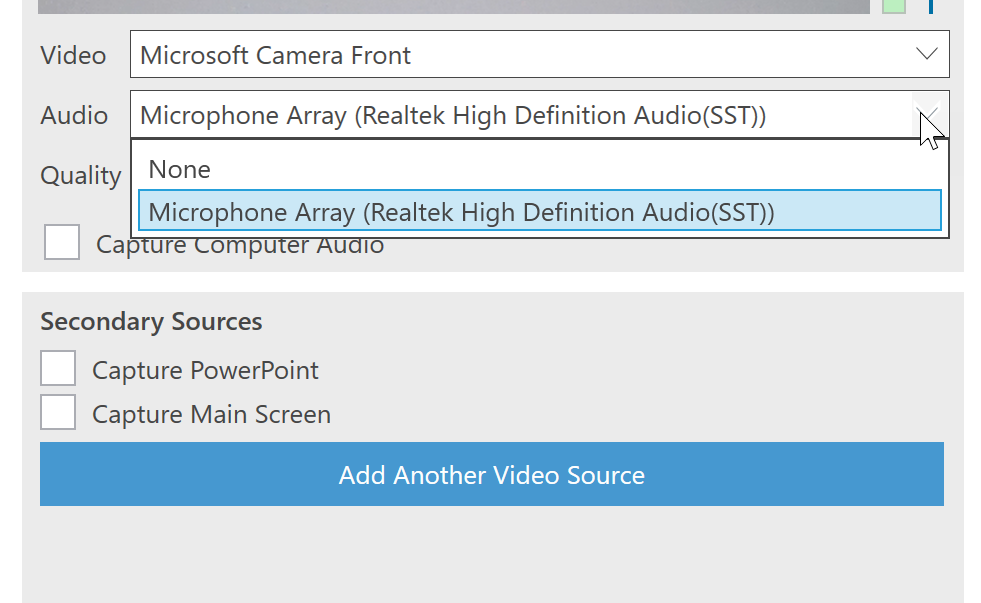 Video Microsoft Camera Front
Audio Microphone Array (Realtek High Definition Audio(SST))
None
Quality
Microphone Array (Realtek High Definition Audio(SST))
Capture Computer Audio
Secondary Sources
Capture PowerPoint
Capture Main Screen
Add Another Video Source